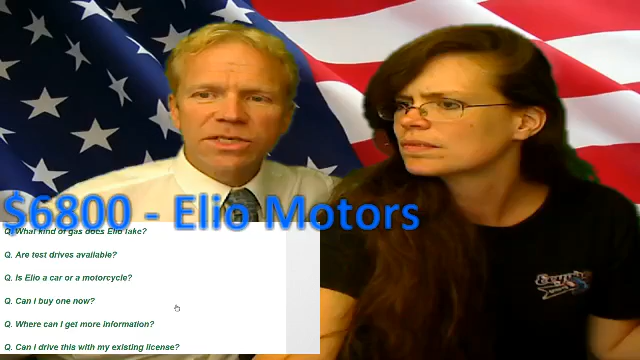 $6800 - Elio Motors
Q. What kind of gas does Elio take?
Q. Are test drives available?
Q. Is Elio a car or a motorcycle?
Q. Can I buy one now?
Q. Where can I get more information?
Q. Can I drive this with my existing license?